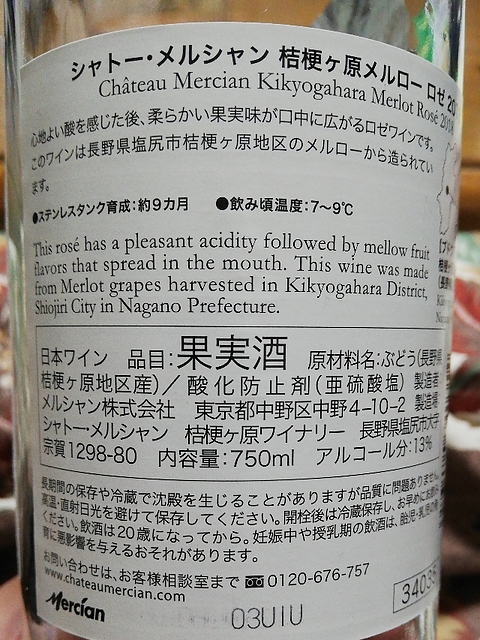 シャトー・メルシャン 桔梗ヶ原メルロー ロゼ 20
Château Mercian Kikyogahara Merlot Rosé 201
心地よい酸を感じた後、柔らかい果実味が口中に広がるロゼワインです。
このワインは長野県塩尻市桔梗ヶ原地区のメルローから造られてい
ます。
●ステンレスタンク育成:約9カ月 ●飲み頃温度:7~9℃
This rosé has a pleasant acidity followed by mellow fruit
flavors that spread in the mouth. This wine was made
from Merlot grapes harvested in Kikyogahara District,
Shiojiri City in Nagano Prefecture.
日本ワイン 品目:果実酒 原材料名:ぶどう(長野県
桔梗ヶ原地区産)/酸化防止剤(亜硫酸塩) 製造者
メルシャン株式会社 東京都中野区中野4-10-2 製造場
シャトー・メルシャン 桔梗ヶ原ワイナリー 長野県塩尻市大字
宗賀1298-80 内容量:750ml アルコール分:13%
長期間の保存や冷蔵で沈殿を生じることがありますが品質に問題ありません。
高温・直射日光を避けて保存してください。開栓後は冷蔵保存し、お早めにお飲み
ください。飲酒は20歳になってから。妊娠中や授乳期の飲酒は、胎児・乳児の発
育に悪影響を与えるおそれがあります。
お問い合わせは、お客様相談室まで 0120-676-757
www.chateaumercian.com
Mercian
03U1U
34035